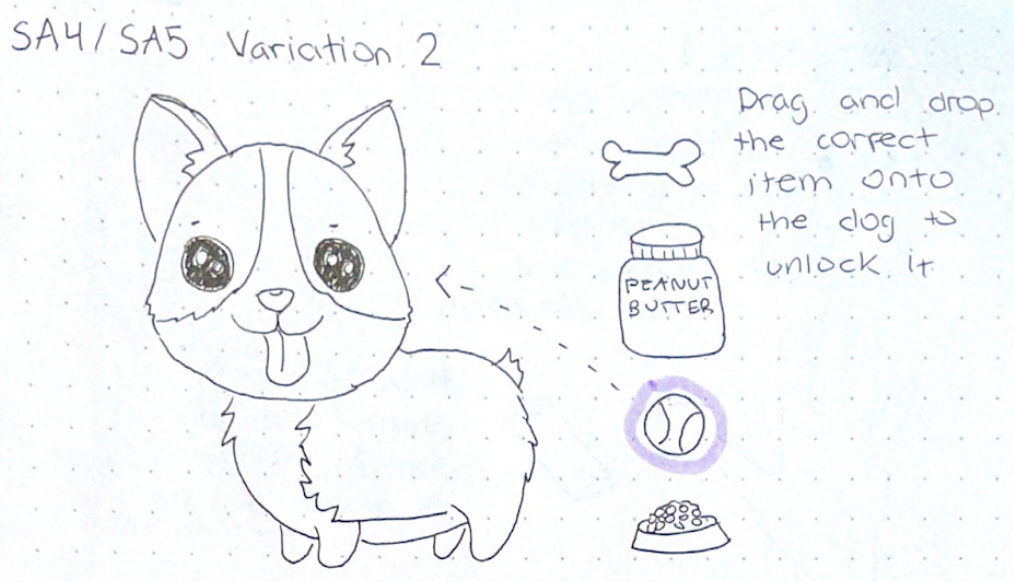 SA4/SA5 Variation 2
Drag and drop
the correct
item onto
the dog to
unlock it
PEANUT
BUTTER